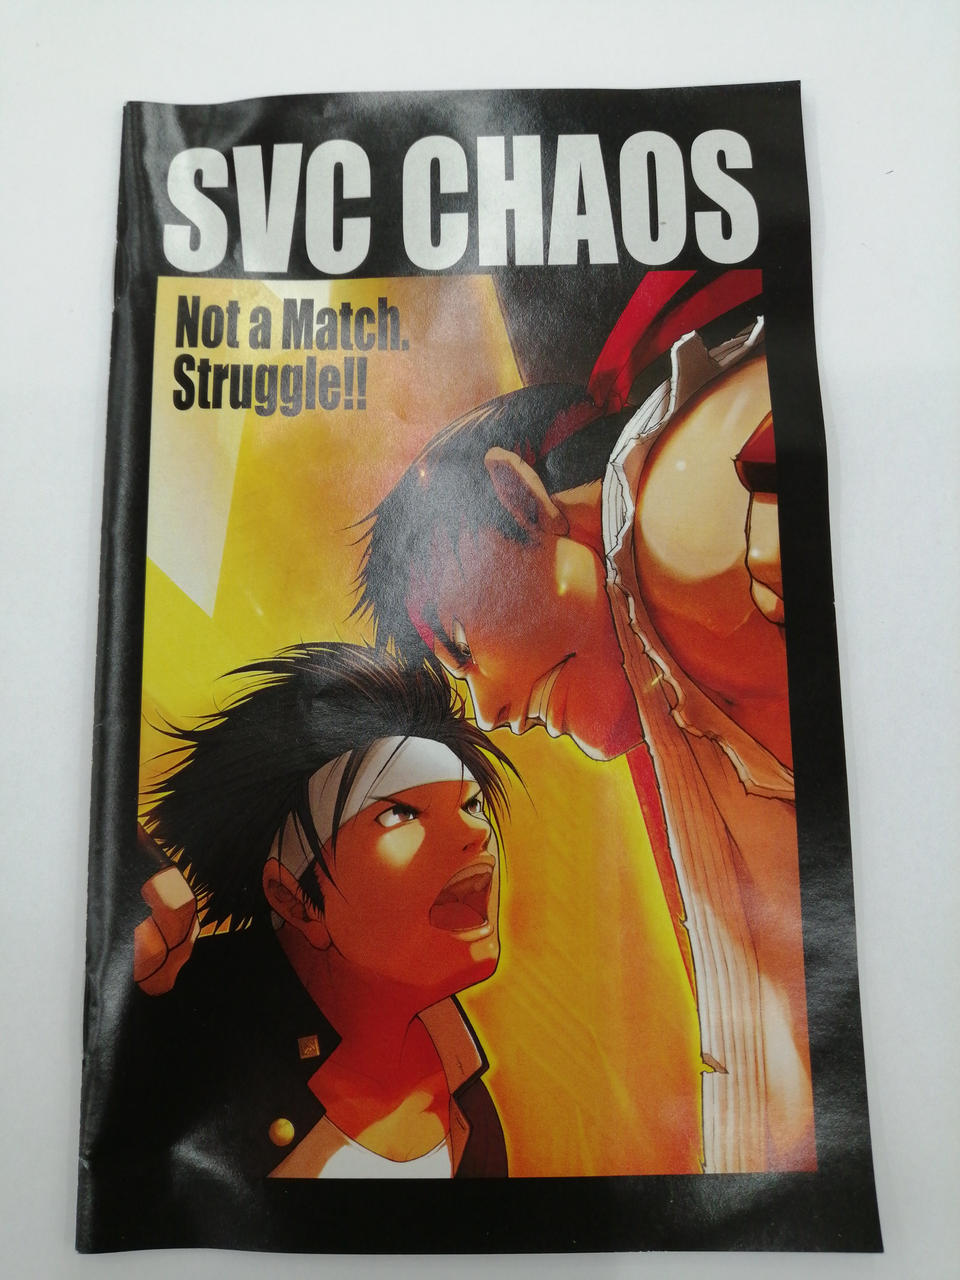 SVC CHAOS
Not a Match.
Struggle!!